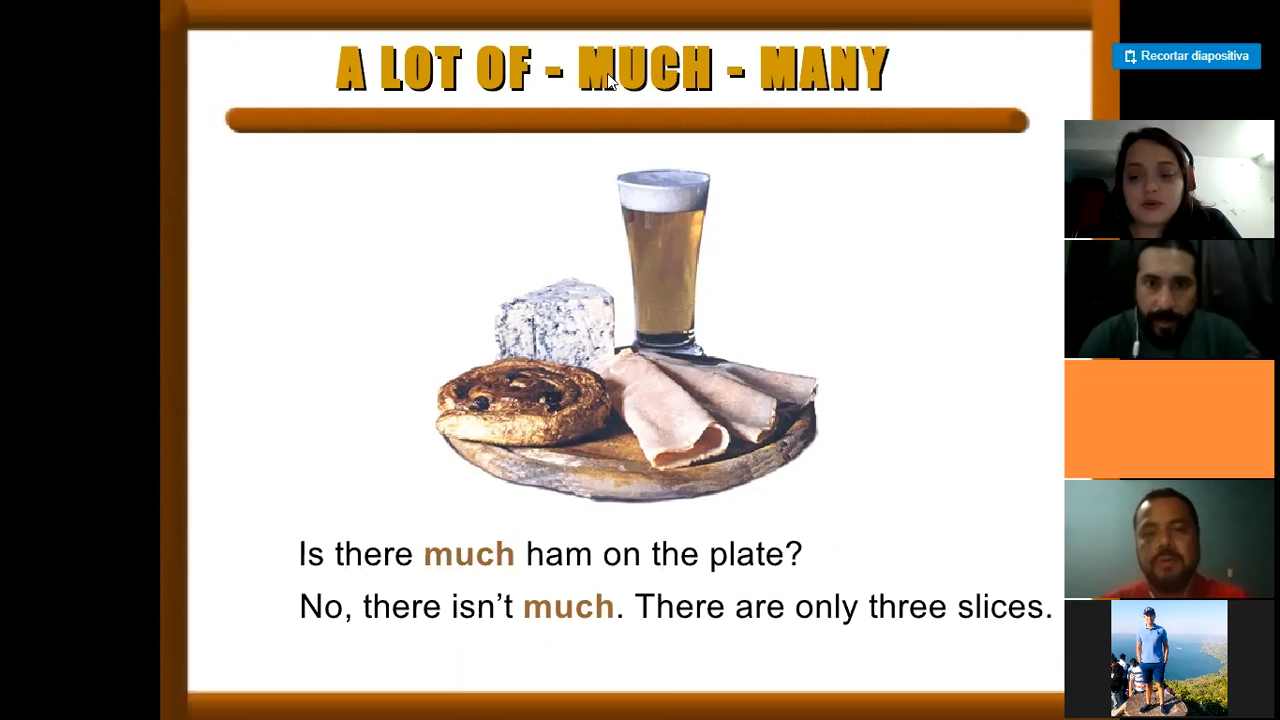 A LOT OF - MUCH - MANY
Recortar diapositiva
Is there much ham on the plate?
No, there isn’t much. There are only three slices.